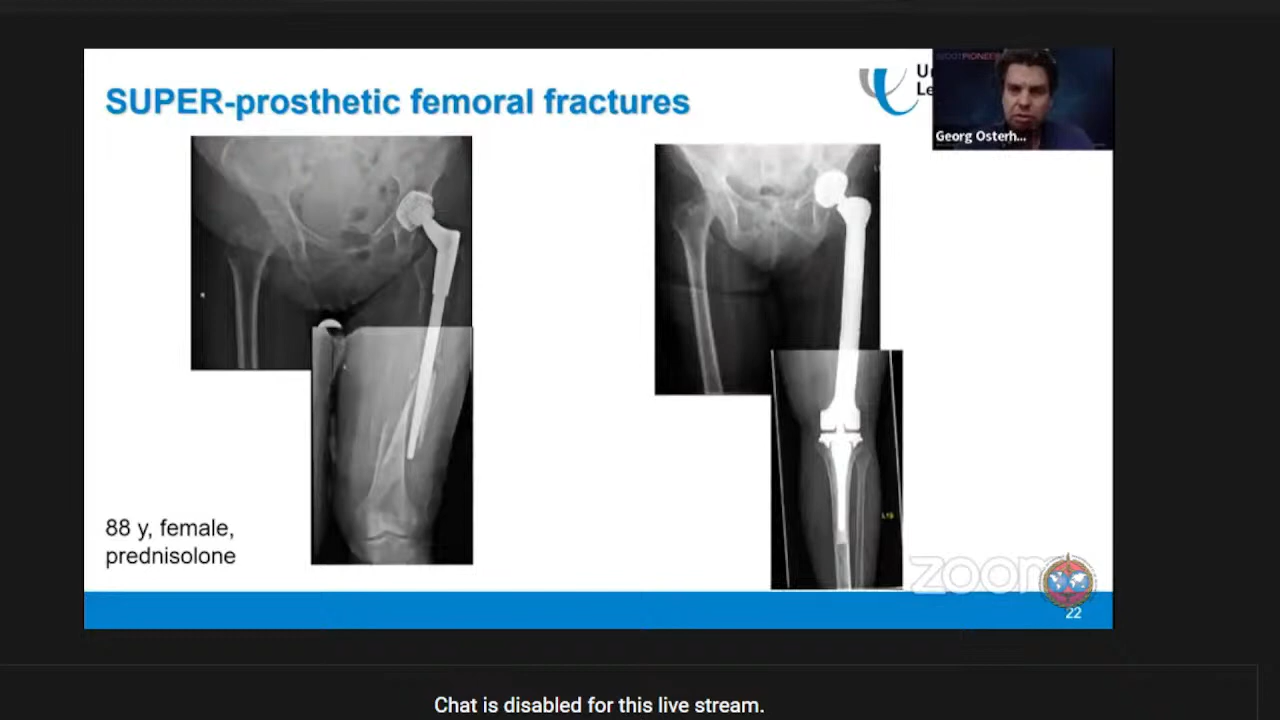 SUPER-prosthetic femoral fractures
Georg Osterh...
88 y, female,
prednisolone
zoom
22
Chat is disabled for this live stream.